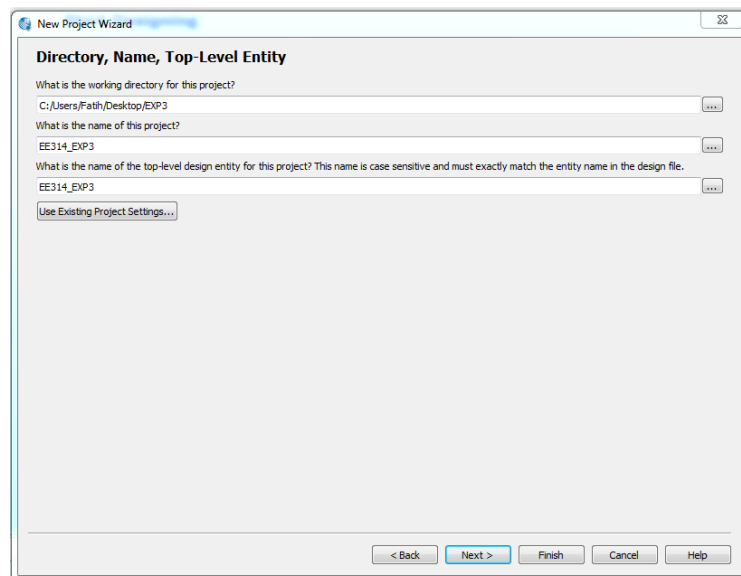 New Project Wizard
Directory, Name, Top-Level Entity
What is the working directory for this project?
C:/Users/Fatih/Desktop/EXP3
...
What is the name of this project?
EE314_EXP3
...
What is the name of the top-level design entity for this project? This name is case sensitive and must exactly match the entity name in the design file.
EE314_EXP3
...
Use Existing Project Settings...
< Back
Next >
Finish
Cancel
Help